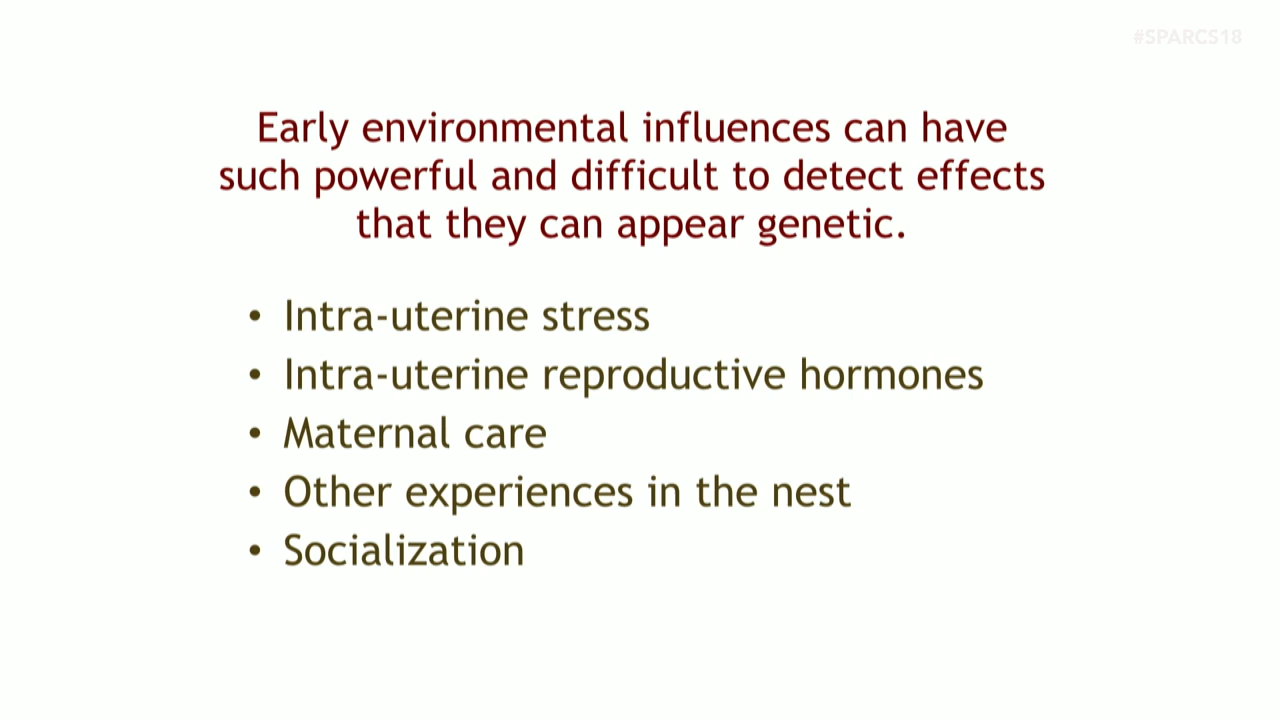 #SPARCS18
Early environmental influences can have
such powerful and difficult to detect effects
that they can appear genetic.
• Intra-uterine stress
• Intra-uterine reproductive hormones
• Maternal care
• Other experiences in the nest
• Socialization